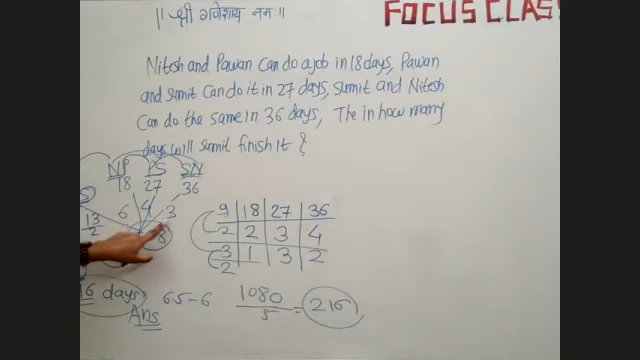 || श्री गणेशाय नमः ||
FOCUS CLAS
Nitesh and Pawan Can do a job in 18 days, Pawan
and sumit Can do it in 27 days, sumit and Nitesh
Can do the same in 36 days, The in how many
days will sumit finish it ?
NP PS SN
18 27 36
13/2 6 4 3
8
9 | 18 | 27 | 36
2 | 2 | 3 | 4
3 | 1 | 3 | 2
2
16 days 6.5-6 1080/5 = 216
Ans